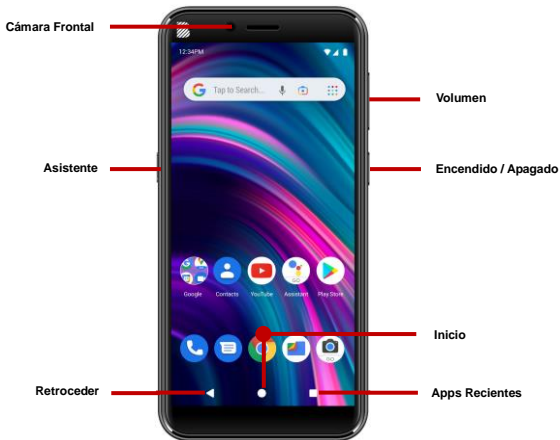 Cámara Frontal
12:34PM
G Tap to Search...
Volumen
Asistente
Encendido / Apagado
Google Contacts YouTube Assistant Play Store
Inicio
GO
Retroceder
Apps Recientes